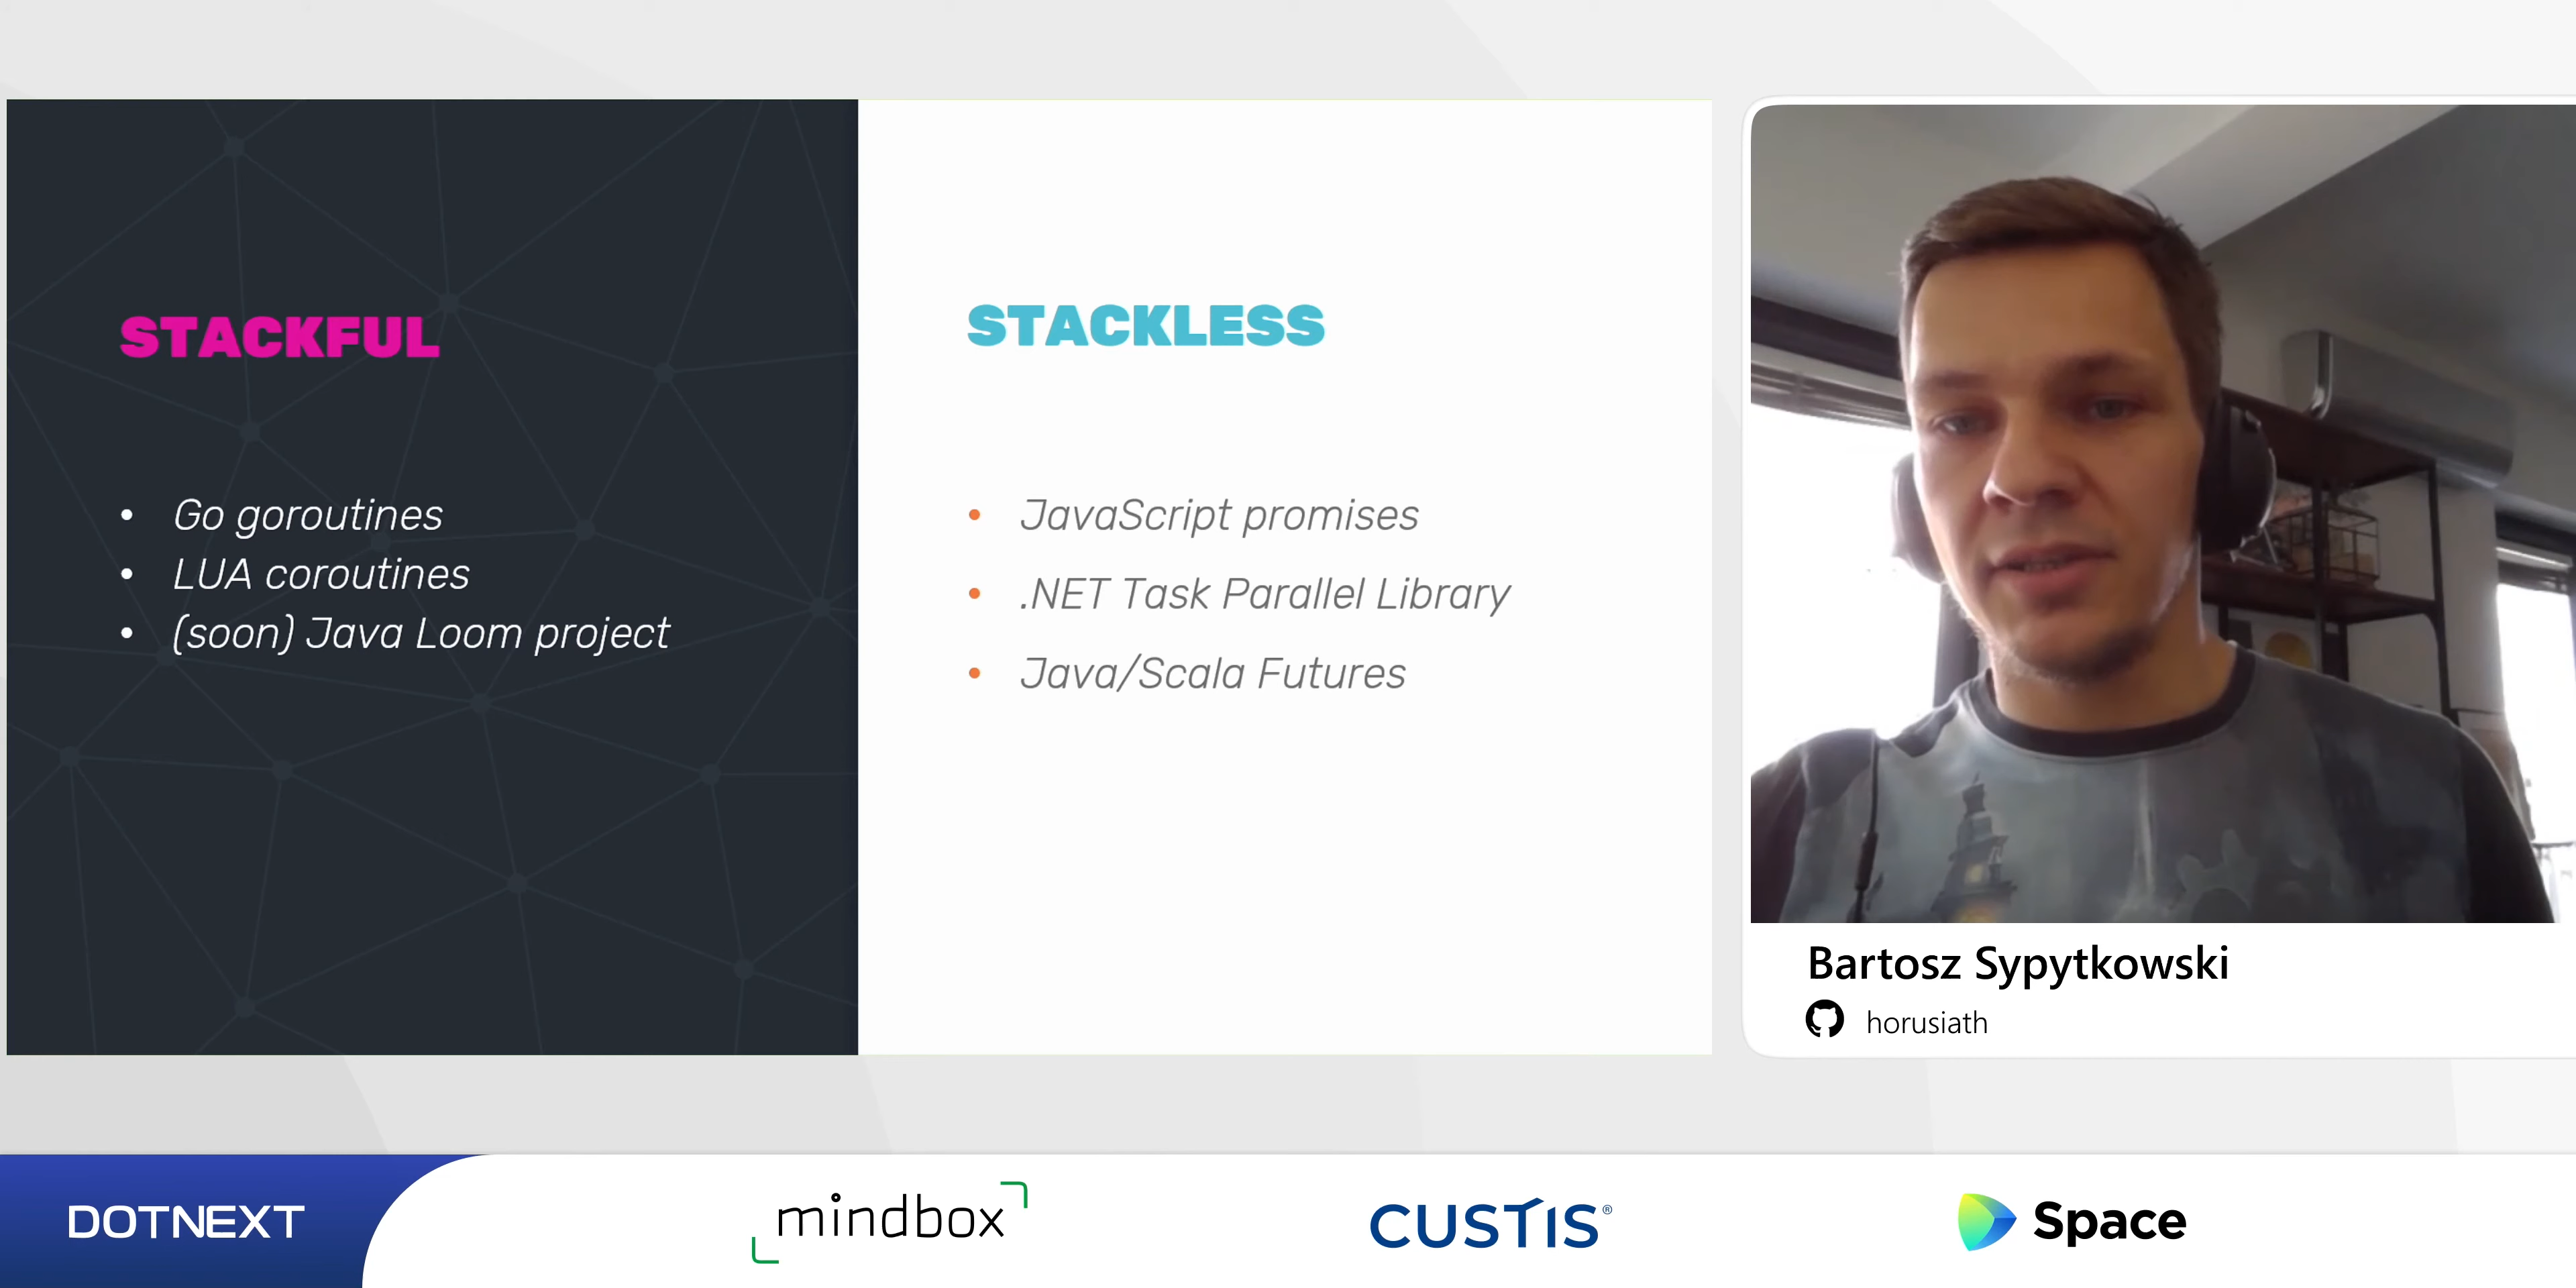 STACKFUL
• Go goroutines
• LUA coroutines
• (soon) Java Loom project
STACKLESS
• JavaScript promises
• .NET Task Parallel Library
• Java/Scala Futures
Bartosz Sypytkowski
horusiath
DOTNEXT
mindbox
CUSTIS®
Space